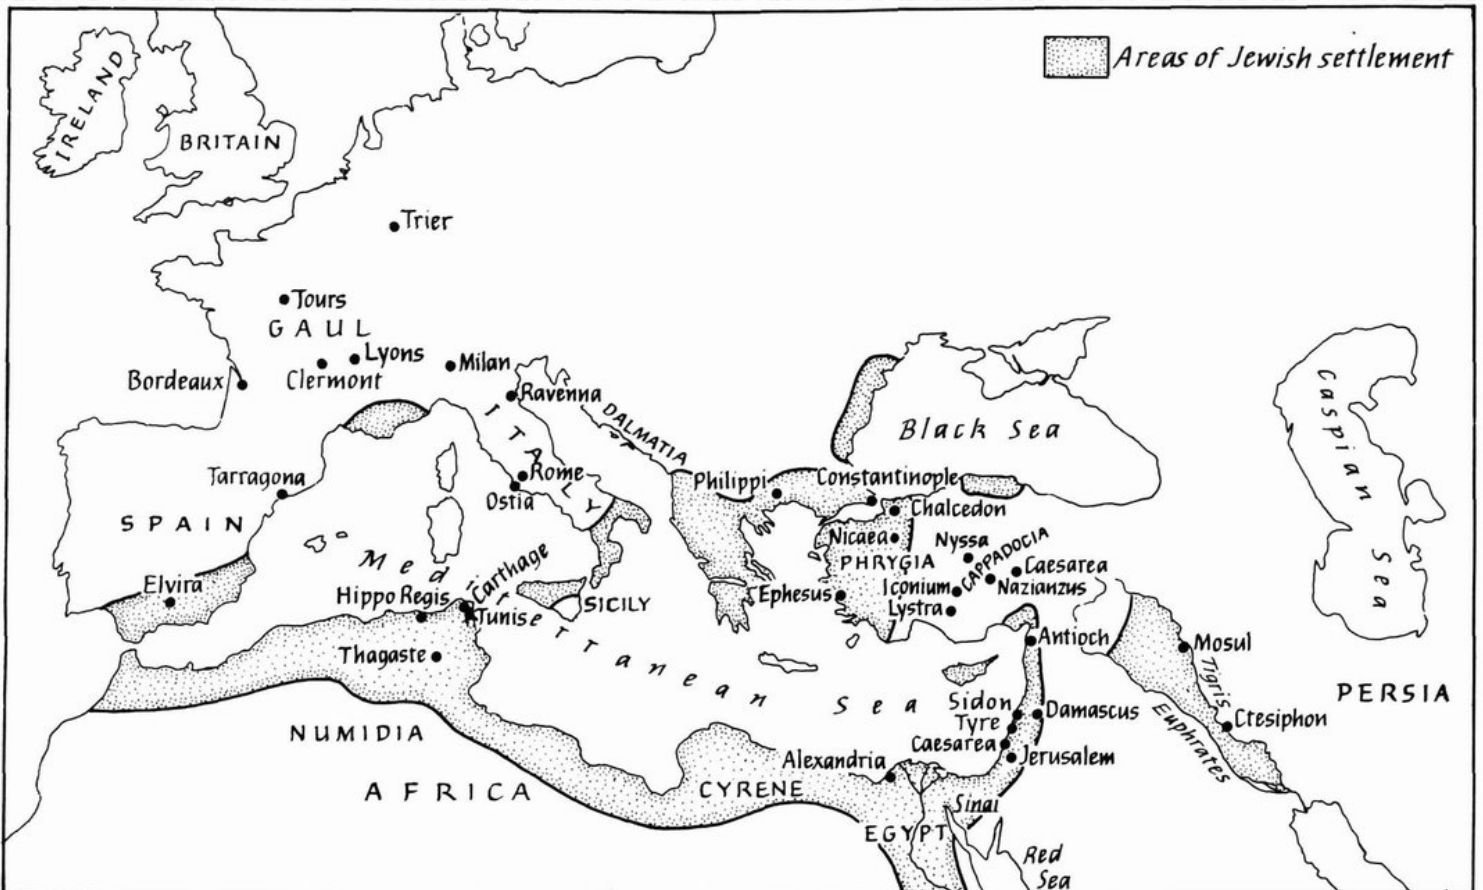 Areas of Jewish settlement
IRELAND
BRITAIN
Trier
Tours
GAUL
Lyons
Clermont
Bordeaux
Milan
Ravenna
ITALY
DALMATIA
Black Sea
Caspian Sea
Tarragona
Rome
Ostia
Philippi
Constantinople
Chalcedon
SPAIN
Nicaea
Nyssa
PHRYGIA
CAPPADOCIA
Caesarea
Nazianzus
Elvira
Mediterranean Sea
Carthage
Hippo Regis
Tunis
SICILY
Ephesus
Iconium
Lystra
Thagaste
Antioch
Mosul
Tigris
PERSIA
Sidon
Damascus
Tyre
Ctesiphon
Euphrates
NUMIDIA
Caesarea
Jerusalem
Alexandria
AFRICA
CYRENE
Sinai
EGYPT
Red
Sea